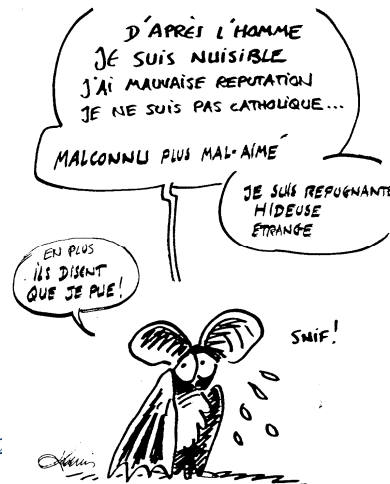 D'APRÈS L'HOMME
JE SUIS NUISIBLE
J'AI MAUVAISE REPUTATION
JE NE SUIS PAS CATHOLIQUE...
MALCONNU PLUS MAL-AIMÉ
JE SUIS REPUGNANTE
HIDEUSE
ETRANGE
EN PLUS
ILS DISENT
QUE JE PUE!
SNIF!